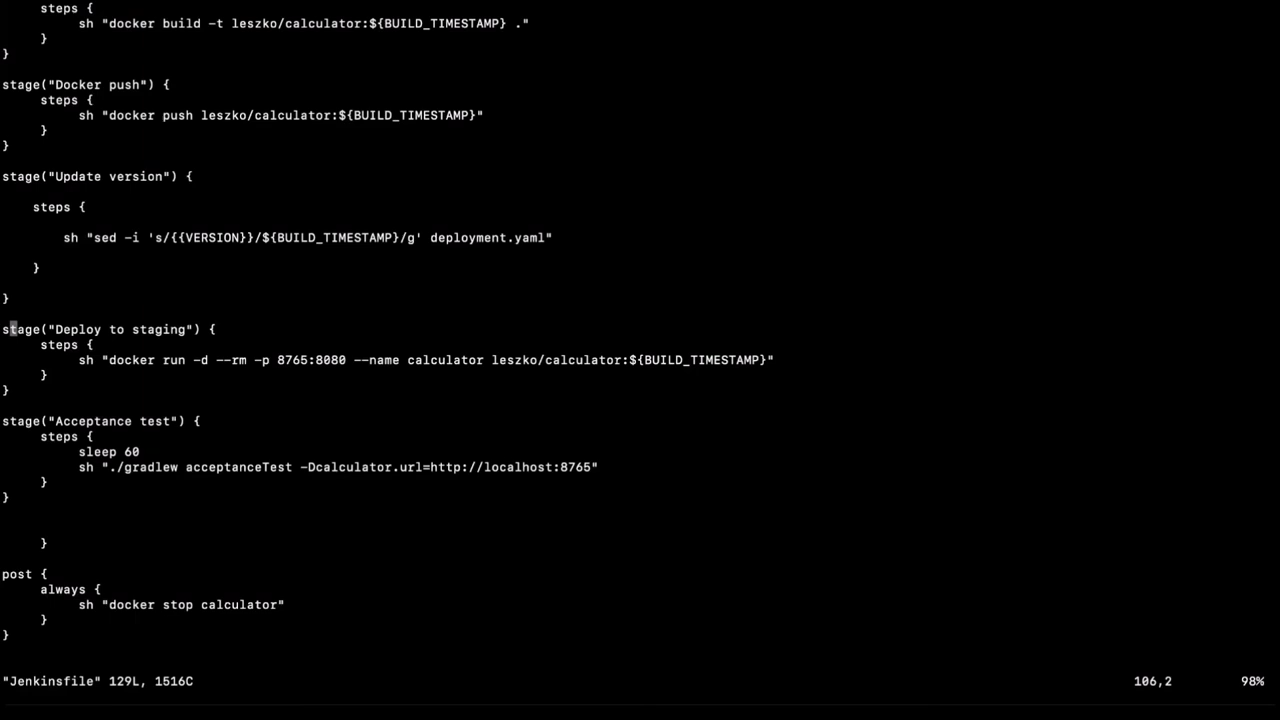 steps {
sh "docker build -t leszko/calculator:${BUILD_TIMESTAMP} ."
}
}
stage("Docker push") {
steps {
sh "docker push leszko/calculator:${BUILD_TIMESTAMP}"
}
}
stage("Update version") {
steps {
sh "sed -i 's/{{VERSION}}/${BUILD_TIMESTAMP}/g' deployment.yaml"
}
}
stage("Deploy to staging") {
steps {
sh "docker run -d --rm -p 8765:8080 --name calculator leszko/calculator:${BUILD_TIMESTAMP}"
}
}
stage("Acceptance test") {
steps {
sleep 60
sh "./gradlew acceptanceTest -Dcalculator.url=http://localhost:8765"
}
}
}
post {
always {
sh "docker stop calculator"
}
}
"Jenkinsfile" 129L, 1516C 106,2 98%